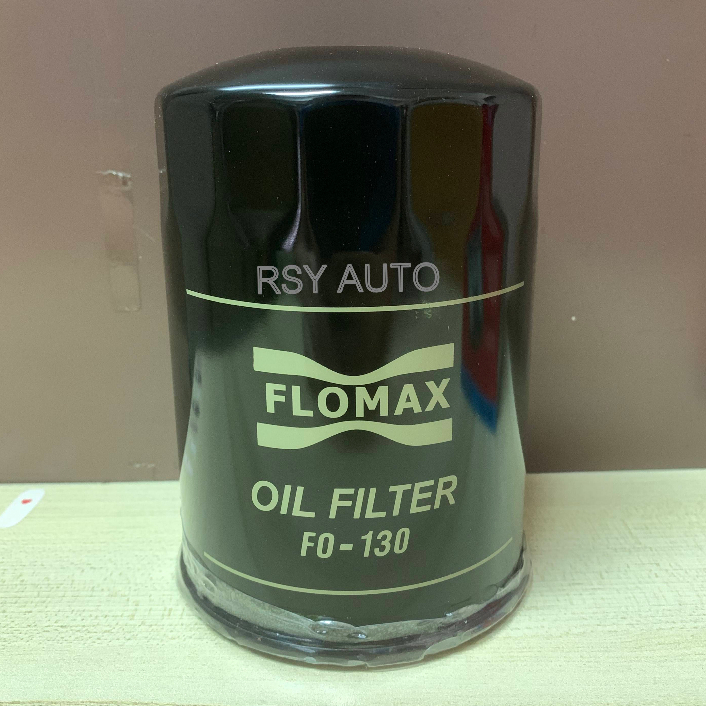 RSY AUTO
FLOMAX
OIL FILTER
FO-130